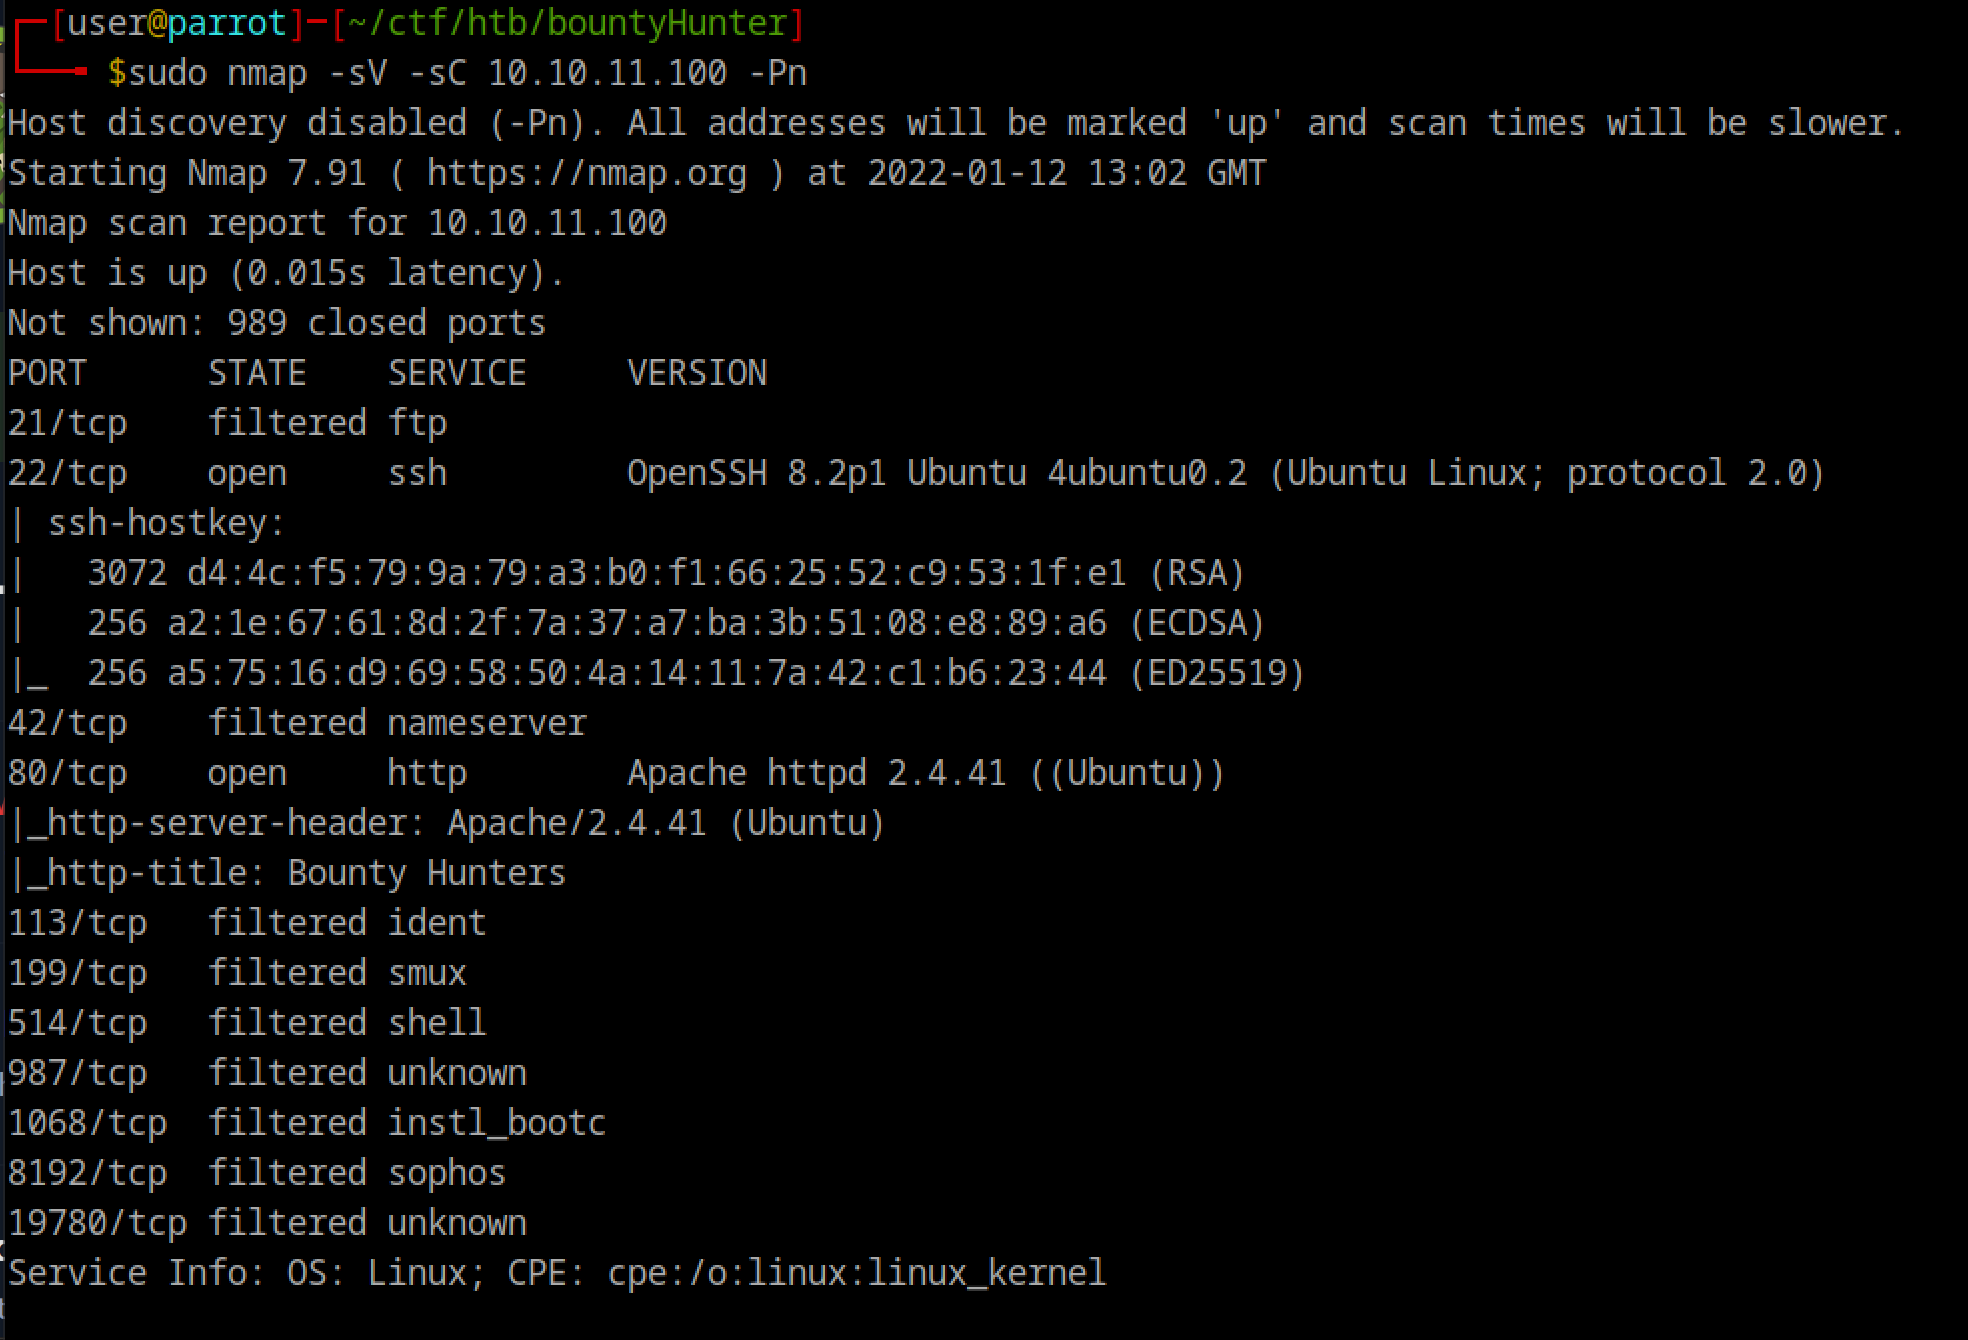 [user@parrot]-[~/ctf/htb/bountyHunter]
$sudo nmap -sV -sC 10.10.11.100 -Pn
Host discovery disabled (-Pn). All addresses will be marked 'up' and scan times will be slower.
Starting Nmap 7.91 ( https://nmap.org ) at 2022-01-12 13:02 GMT
Nmap scan report for 10.10.11.100
Host is up (0.015s latency).
Not shown: 989 closed ports
PORT      STATE    SERVICE     VERSION
21/tcp    filtered ftp
22/tcp    open     ssh         OpenSSH 8.2p1 Ubuntu 4ubuntu0.2 (Ubuntu Linux; protocol 2.0)
| ssh-hostkey:
|   3072 d4:4c:f5:79:9a:79:a3:b0:f1:66:25:52:c9:53:1f:e1 (RSA)
|   256 a2:1e:67:61:8d:2f:7a:37:a7:ba:3b:51:08:e8:89:a6 (ECDSA)
|_  256 a5:75:16:d9:69:58:50:4a:14:11:7a:42:c1:b6:23:44 (ED25519)
42/tcp    filtered nameserver
80/tcp    open     http        Apache httpd 2.4.41 ((Ubuntu))
|_http-server-header: Apache/2.4.41 (Ubuntu)
|_http-title: Bounty Hunters
113/tcp   filtered ident
199/tcp   filtered smux
514/tcp   filtered shell
987/tcp   filtered unknown
1068/tcp  filtered instl_bootc
8192/tcp  filtered sophos
19780/tcp filtered unknown
Service Info: OS: Linux; CPE: cpe:/o:linux:linux_kernel